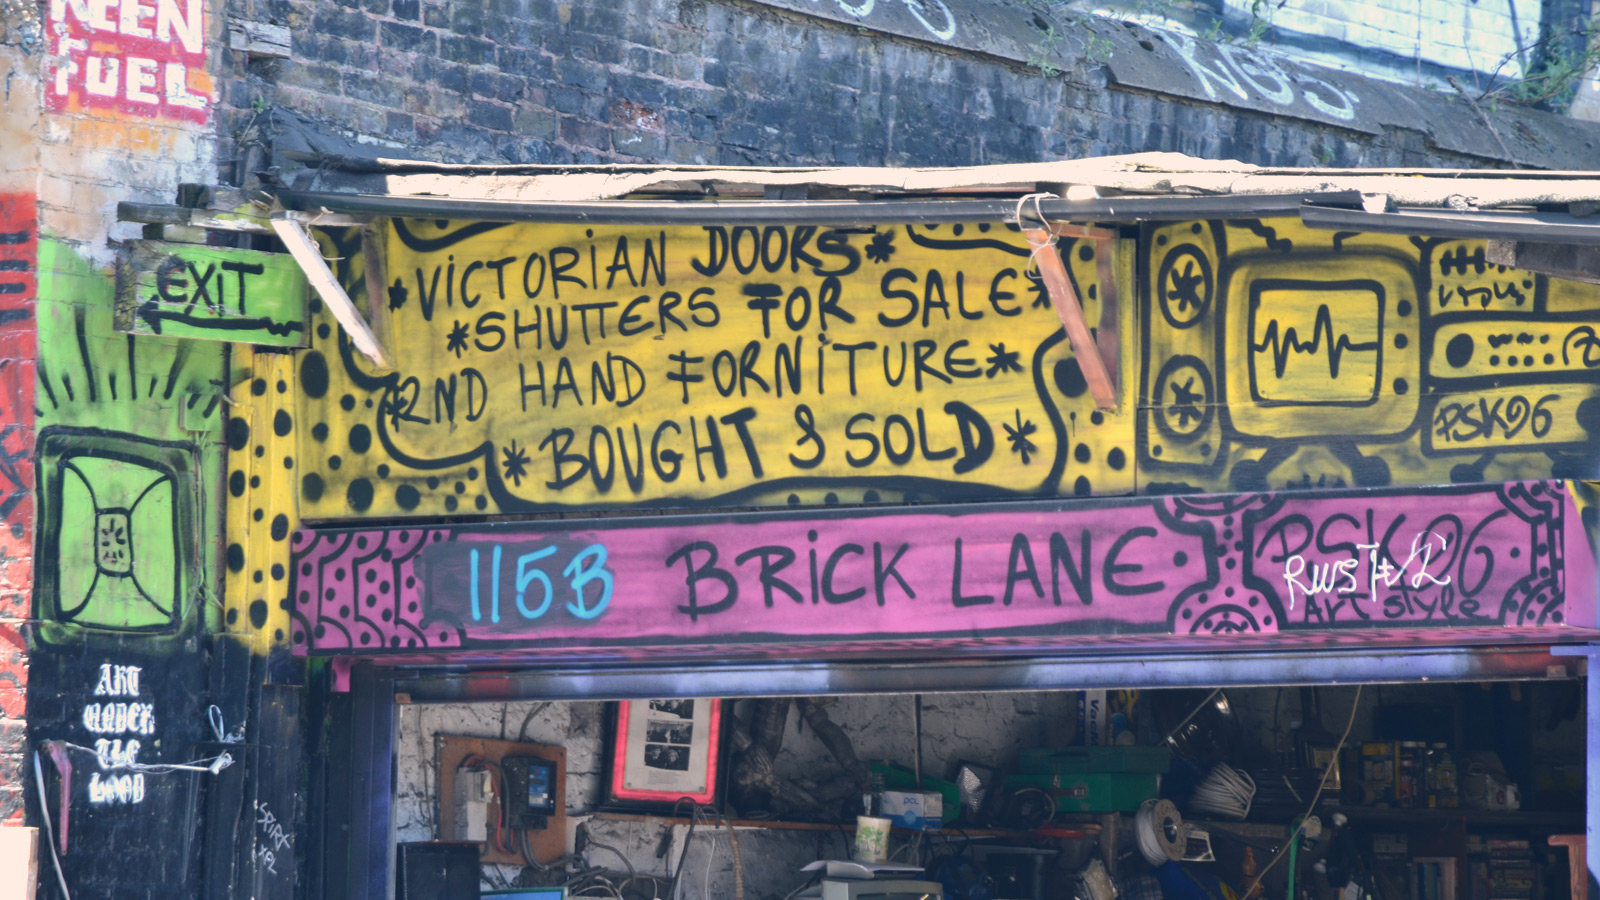 FUEL
EXIT
*VICTORIAN DOORS*
*SHUTTERS FOR SALE*
*2ND HAND FORNITURE*
*BOUGHT & SOLD*
PSK96
115B BRICK LANE
PSK96
Art style
ART
UNDER
THE
HOOD